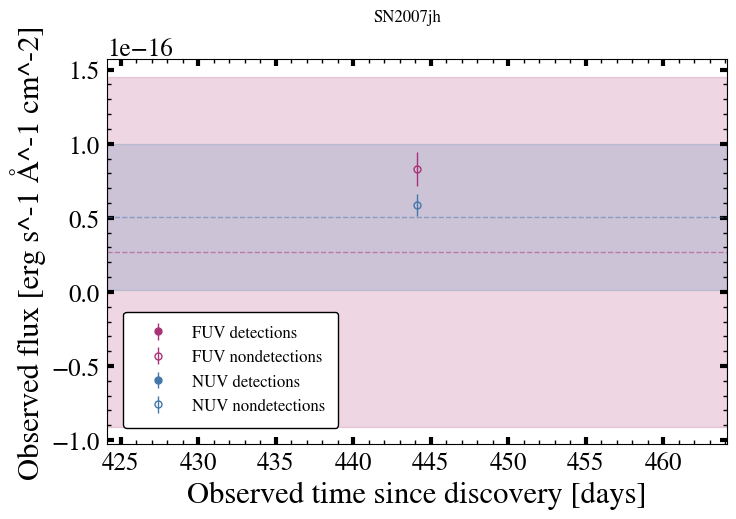 SN2007jh
1e−16
Observed flux [erg s^-1 Å^-1 cm^-2]
1.5
1.0
0.5
0.0
−0.5
−1.0
FUV detections
FUV nondetections
NUV detections
NUV nondetections
425 430 435 440 445 450 455 460
Observed time since discovery [days]